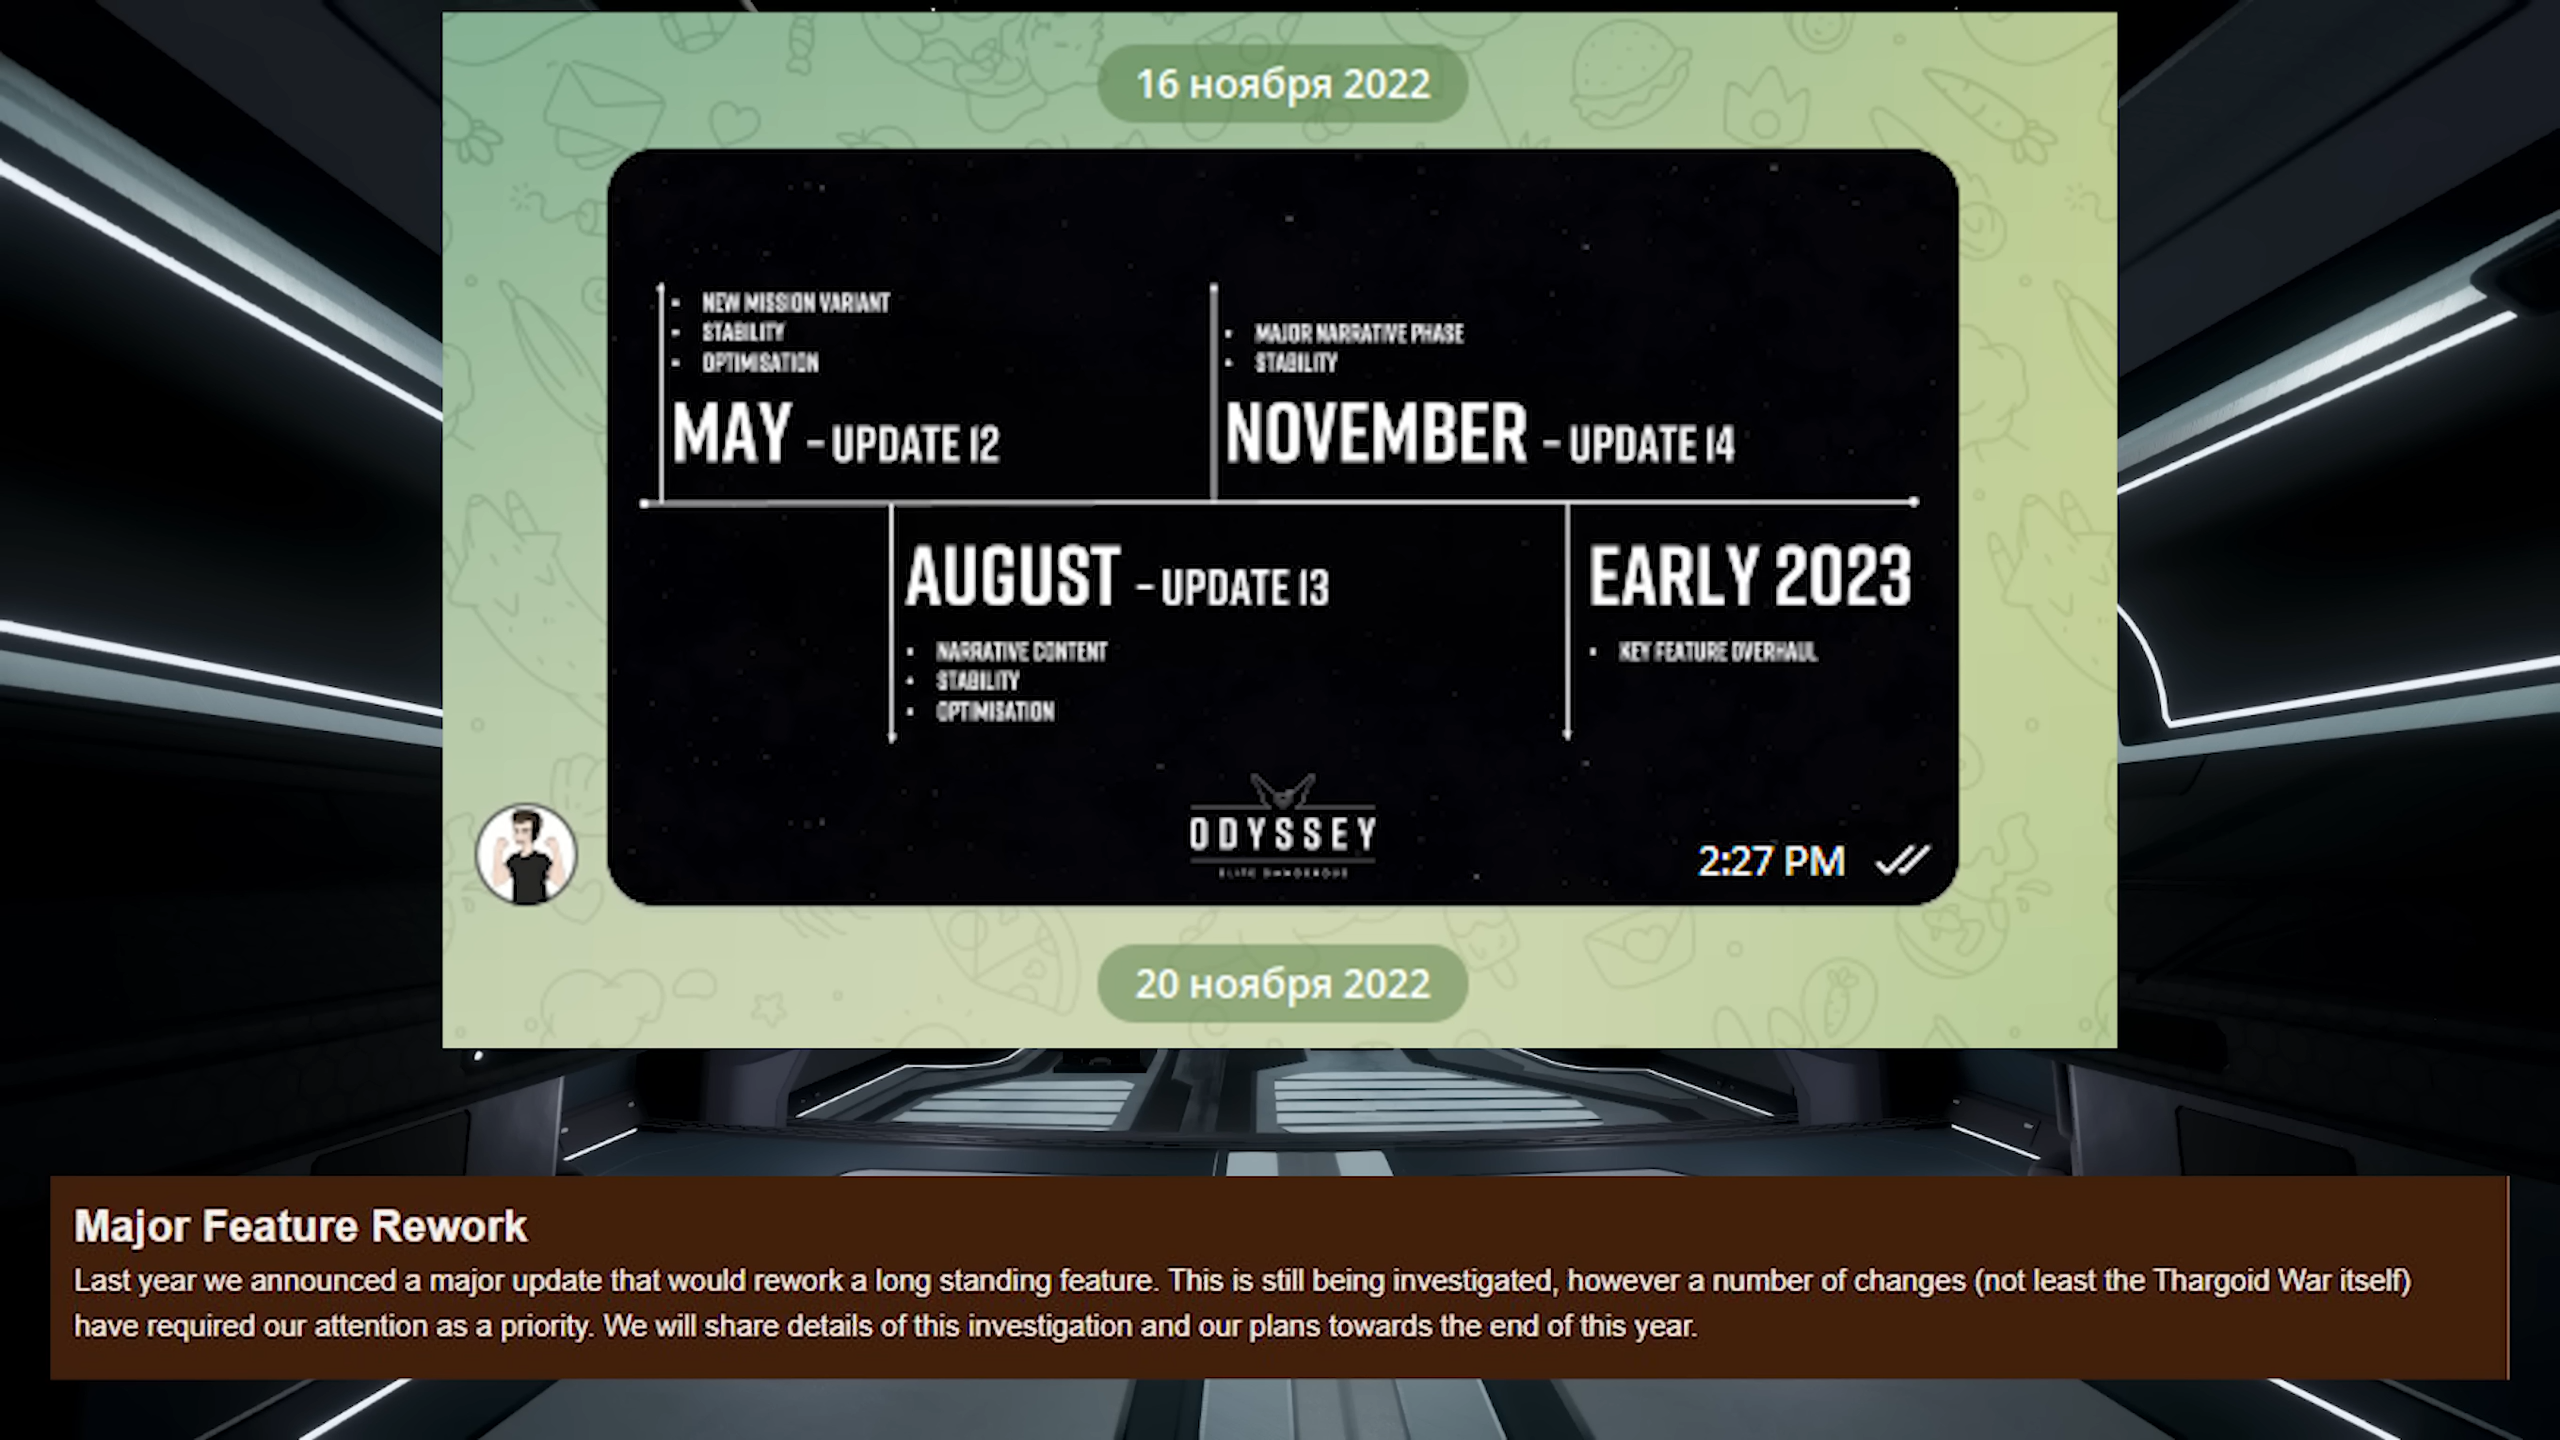 16 ноября 2022
• NEW MISSION VARIANT
• STABILITY
• OPTIMISATION
MAY - UPDATE 12
• MAJOR NARRATIVE PHASE
• STABILITY
NOVEMBER - UPDATE 14
AUGUST - UPDATE 13
• NARRATIVE CONTENT
• STABILITY
• OPTIMISATION
EARLY 2023
• KEY FEATURE OVERHAUL
ODYSSEY
ELITE DANGEROUS
2:27 PM
20 ноября 2022
Major Feature Rework
Last year we announced a major update that would rework a long standing feature. This is still being investigated, however a number of changes (not least the Thargoid War itself)
have required our attention as a priority. We will share details of this investigation and our plans towards the end of this year.